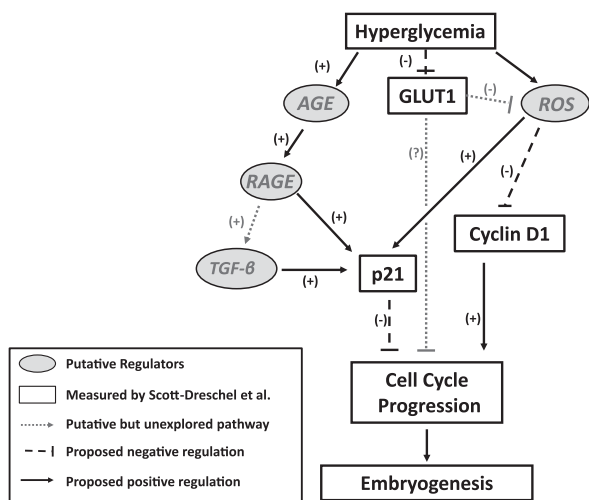 Hyperglycemia
(+)
(-)
AGE
GLUT1
(-)
ROS
(+)
(?)
(+)
(-)
RAGE
(+)
(+)
Cyclin D1
TGF-β
(+)
p21
(-)
(+)
Cell Cycle
Progression
Embryogenesis
Putative Regulators
Measured by Scott-Dreschel et al.
Putative but unexplored pathway
Proposed negative regulation
Proposed positive regulation